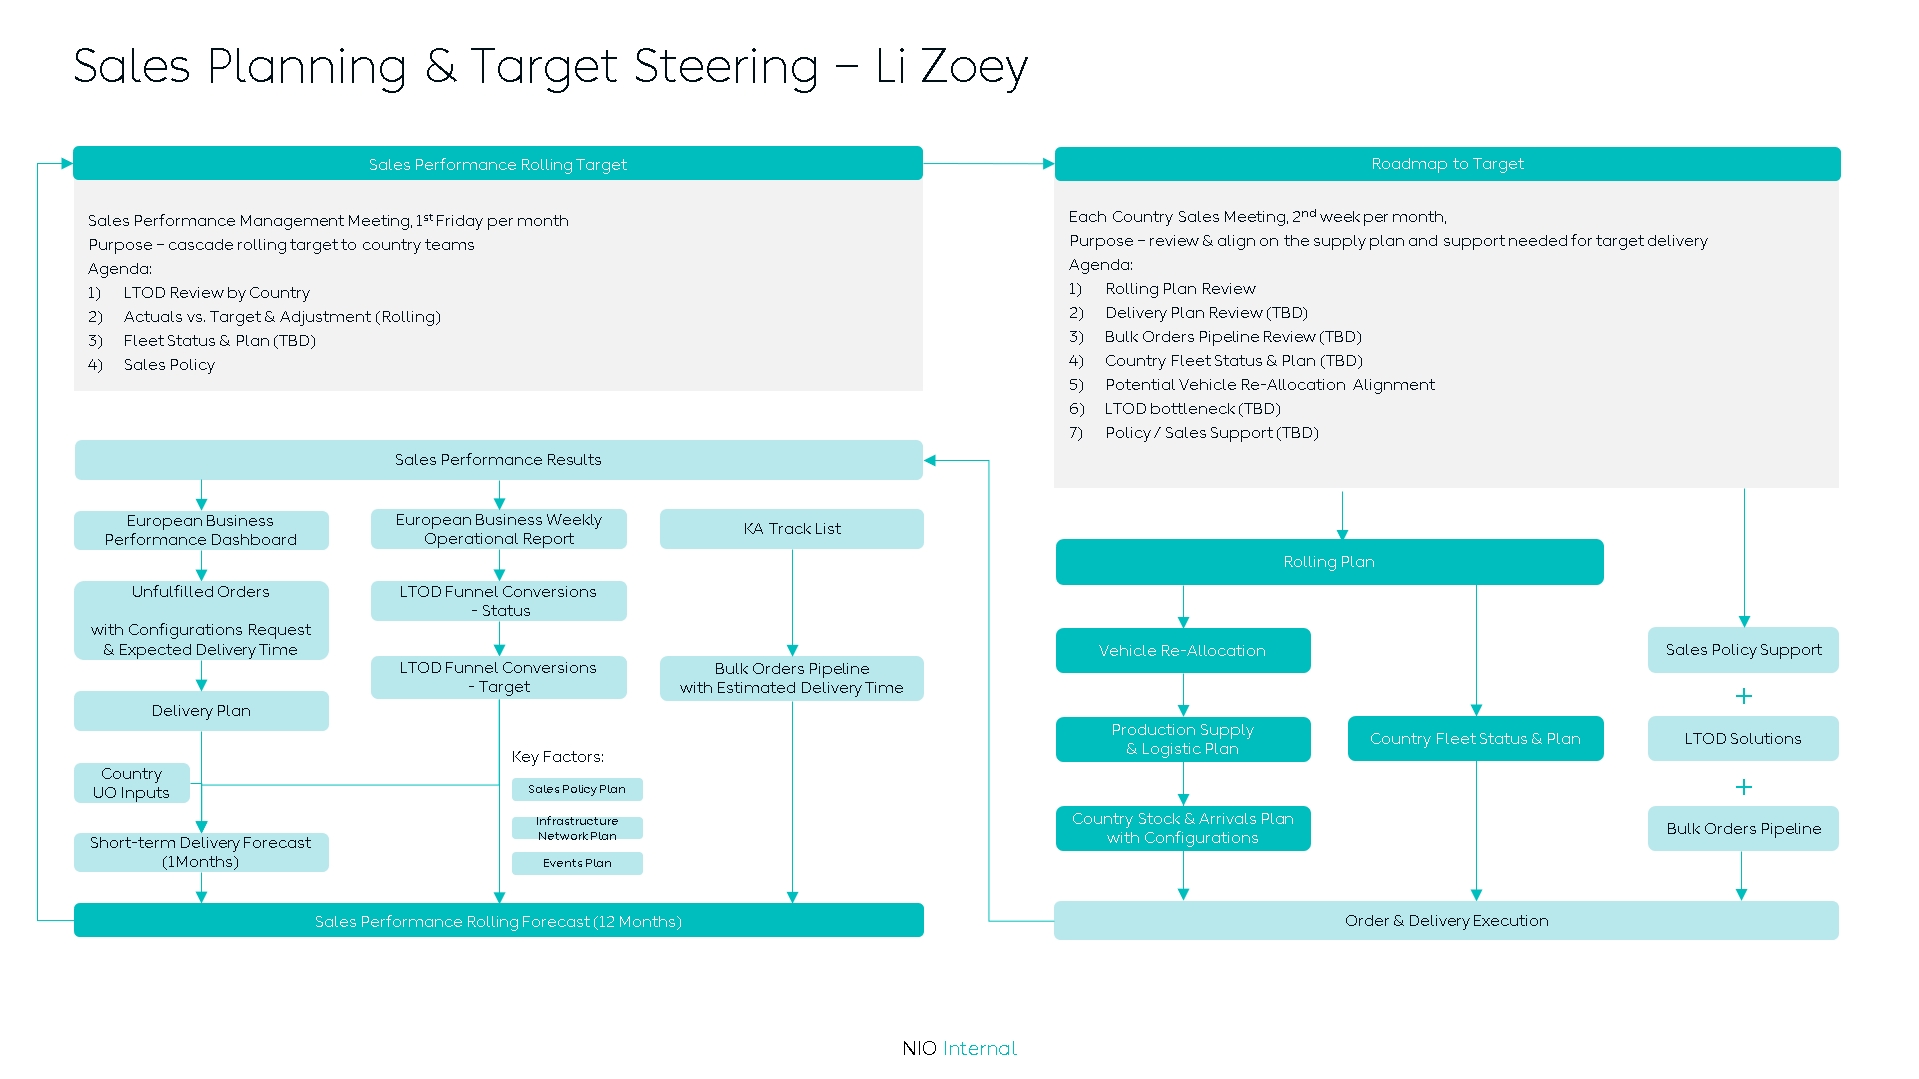 Sales Planning & Target Steering – Li Zoey
Sales Performance Rolling Target
Sales Performance Management Meeting, 1st Friday per month
Purpose – cascade rolling target to country teams
Agenda:
1) LTOD Review by Country
2) Actuals vs. Target & Adjustment (Rolling)
3) Fleet Status & Plan (TBD)
4) Sales Policy
Roadmap to Target
Each Country Sales Meeting, 2nd week per month,
Purpose – review & align on the supply plan and support needed for target delivery
Agenda:
1) Rolling Plan Review
2) Delivery Plan Review (TBD)
3) Bulk Orders Pipeline Review (TBD)
4) Country Fleet Status & Plan (TBD)
5) Potential Vehicle Re-Allocation Alignment
6) LTOD bottleneck (TBD)
7) Policy / Sales Support (TBD)
Sales Performance Results
European Business
Performance Dashboard
Unfulfilled Orders
with Configurations Request
& Expected Delivery Time
Delivery Plan
Country
UO Inputs
Short-term Delivery Forecast
(1Months)
European Business Weekly
Operational Report
LTOD Funnel Conversions
- Status
LTOD Funnel Conversions
- Target
Key Factors:
Sales Policy Plan
Infrastructure
Network Plan
Events Plan
KA Track List
Bulk Orders Pipeline
with Estimated Delivery Time
Sales Performance Rolling Forecast (12 Months)
Rolling Plan
Vehicle Re-Allocation
Production Supply
& Logistic Plan
Country Stock & Arrivals Plan
with Configurations
Country Fleet Status & Plan
Sales Policy Support
+
LTOD Solutions
+
Bulk Orders Pipeline
Order & Delivery Execution
NIO Internal